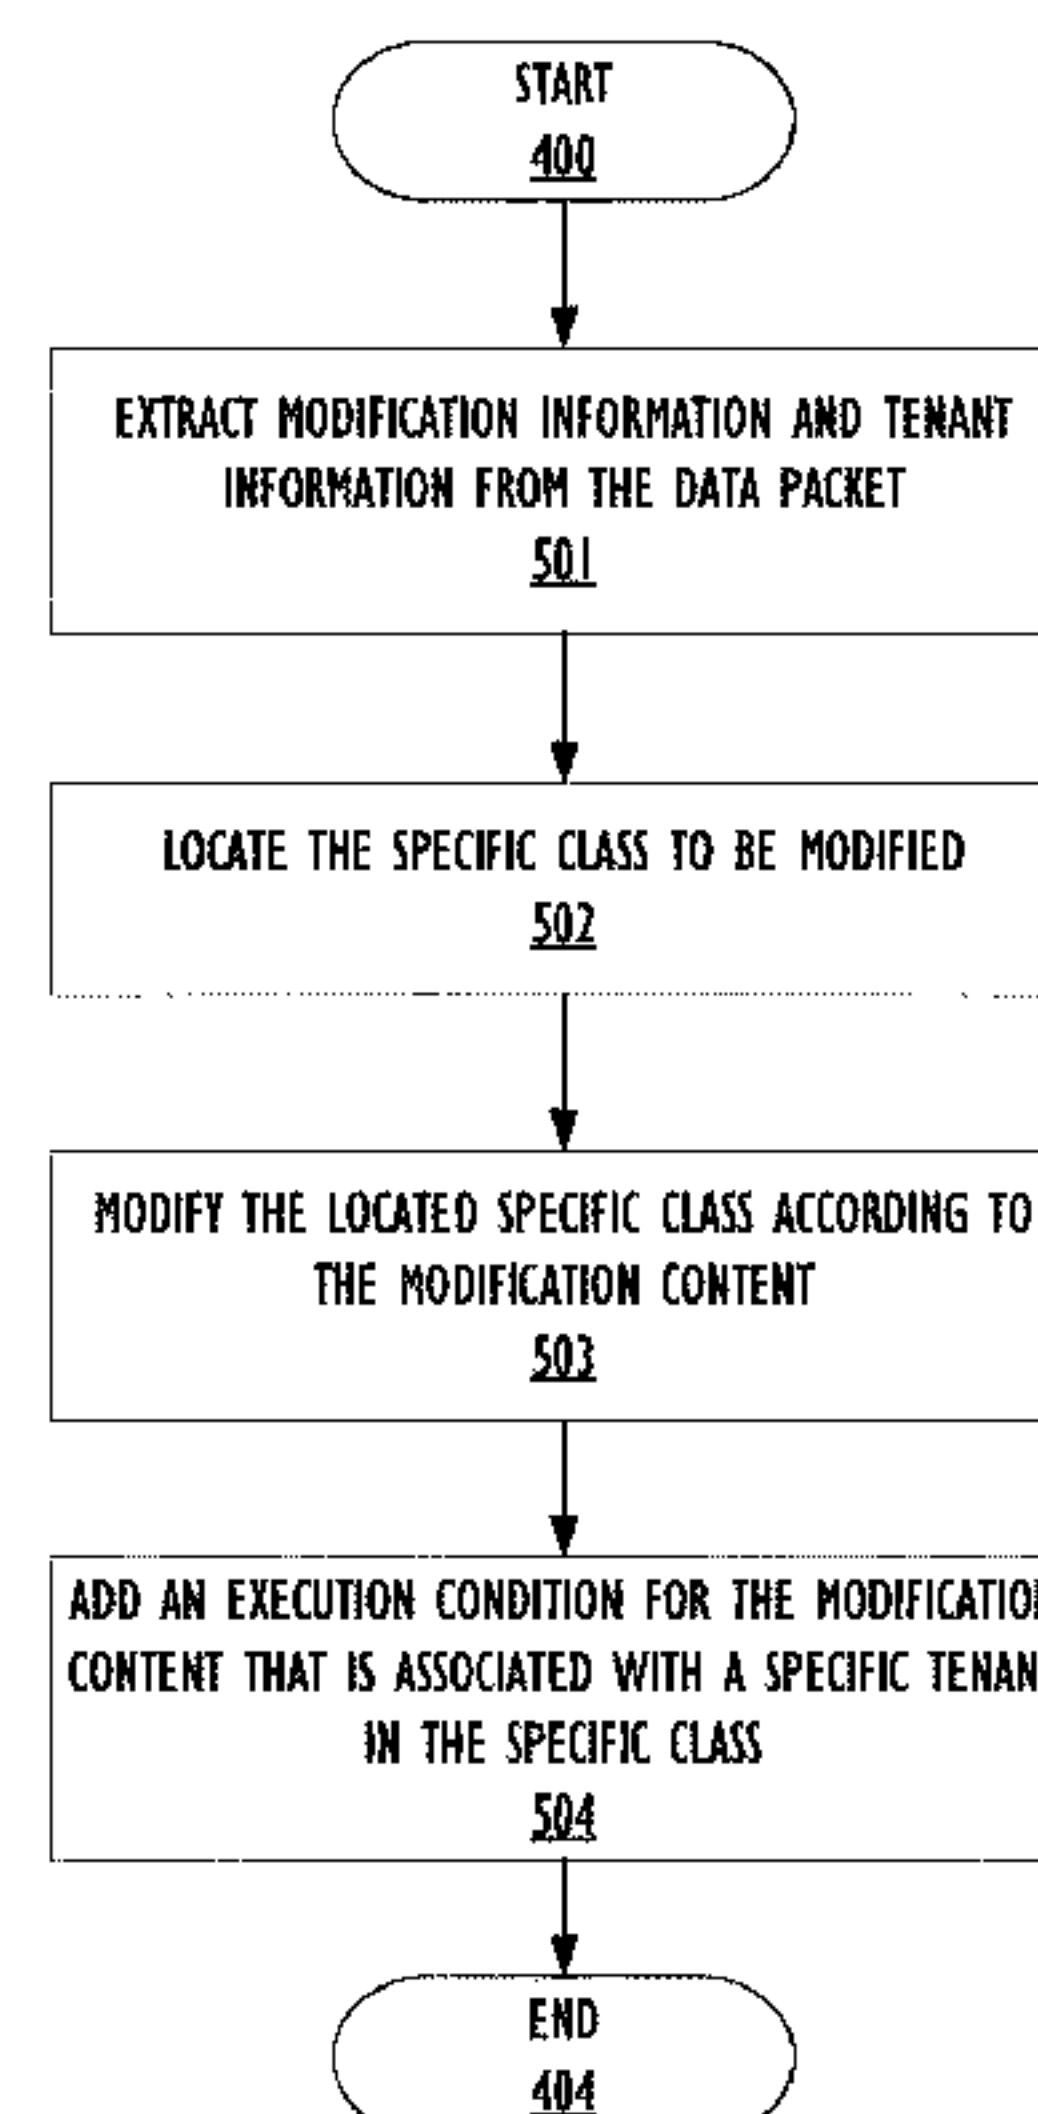 START
400
EXTRACT MODIFICATION INFORMATION AND TENANT
INFORMATION FROM THE DATA PACKET
501
LOCATE THE SPECIFIC CLASS TO BE MODIFIED
502
MODIFY THE LOCATED SPECIFIC CLASS ACCORDING TO
THE MODIFICATION CONTENT
503
ADD AN EXECUTION CONDITION FOR THE MODIFICATIO
CONTENT THAT IS ASSOCIATED WITH A SPECIFIC TENAN
IN THE SPECIFIC CLASS
504
END
404